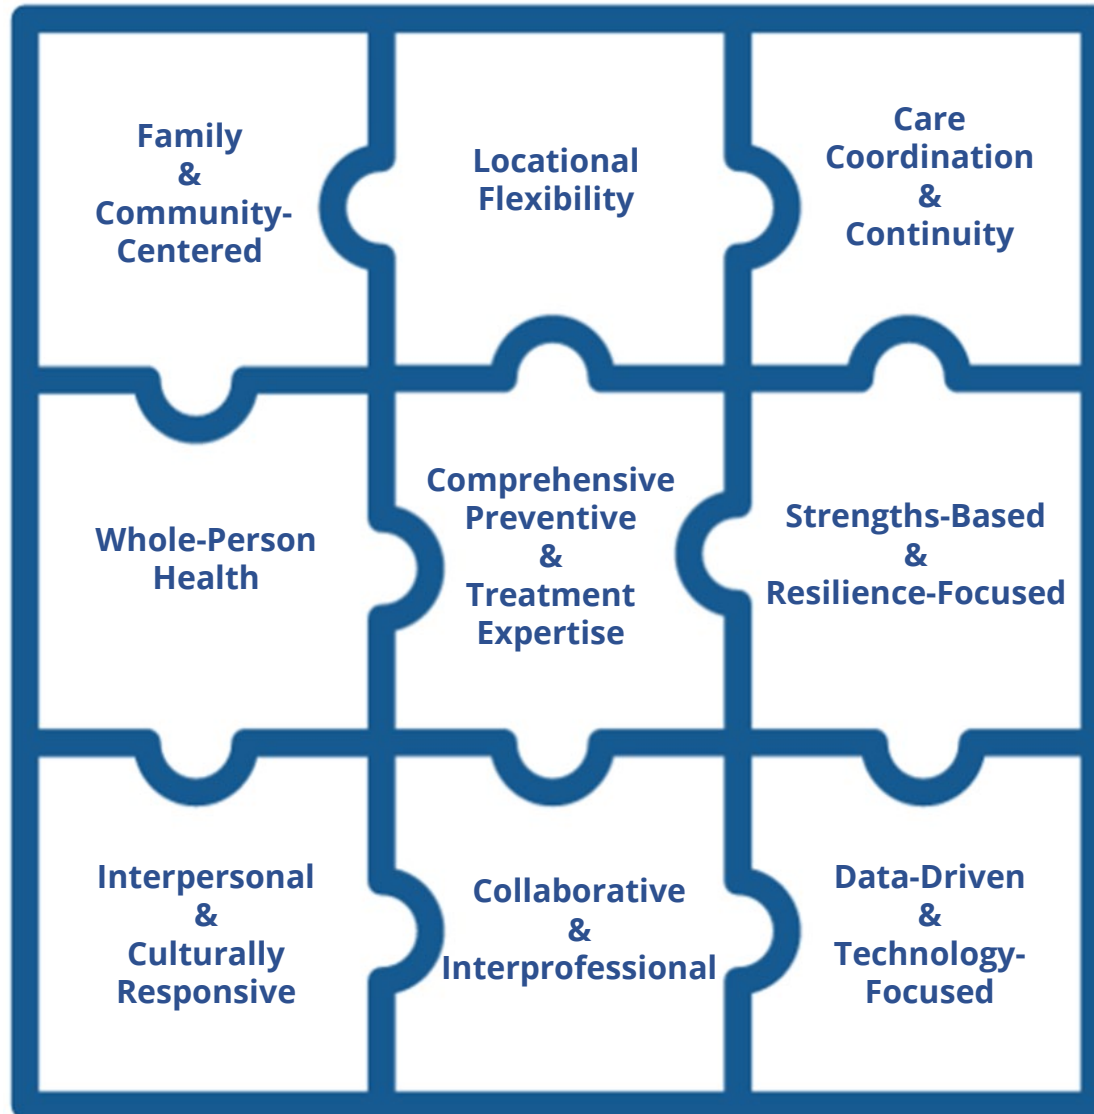 Family
&
Community-
Centered
Locational
Flexibility
Care
Coordination
&
Continuity
Whole-Person
Health
Comprehensive
Preventive
&
Treatment
Expertise
Strengths-Based
&
Resilience-Focused
Interpersonal
&
Culturally
Responsive
Collaborative
&
Interprofessional
Data-Driven
&
Technology-
Focused